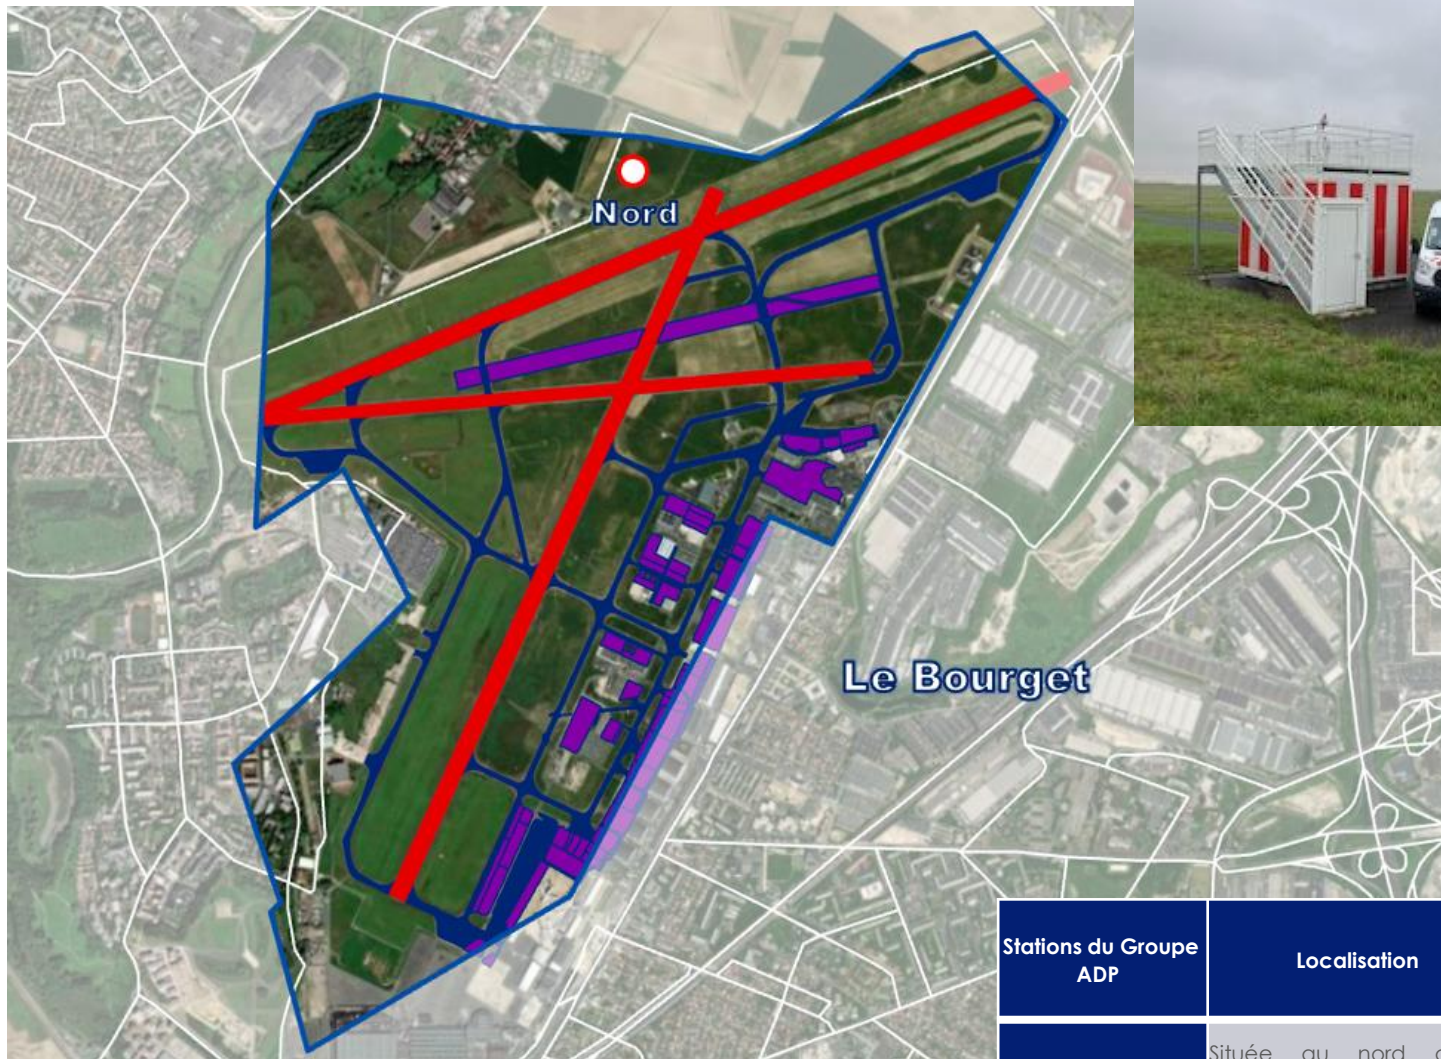 Nord
Le Bourget
Stations du Groupe
ADP
Localisation
Située au nord